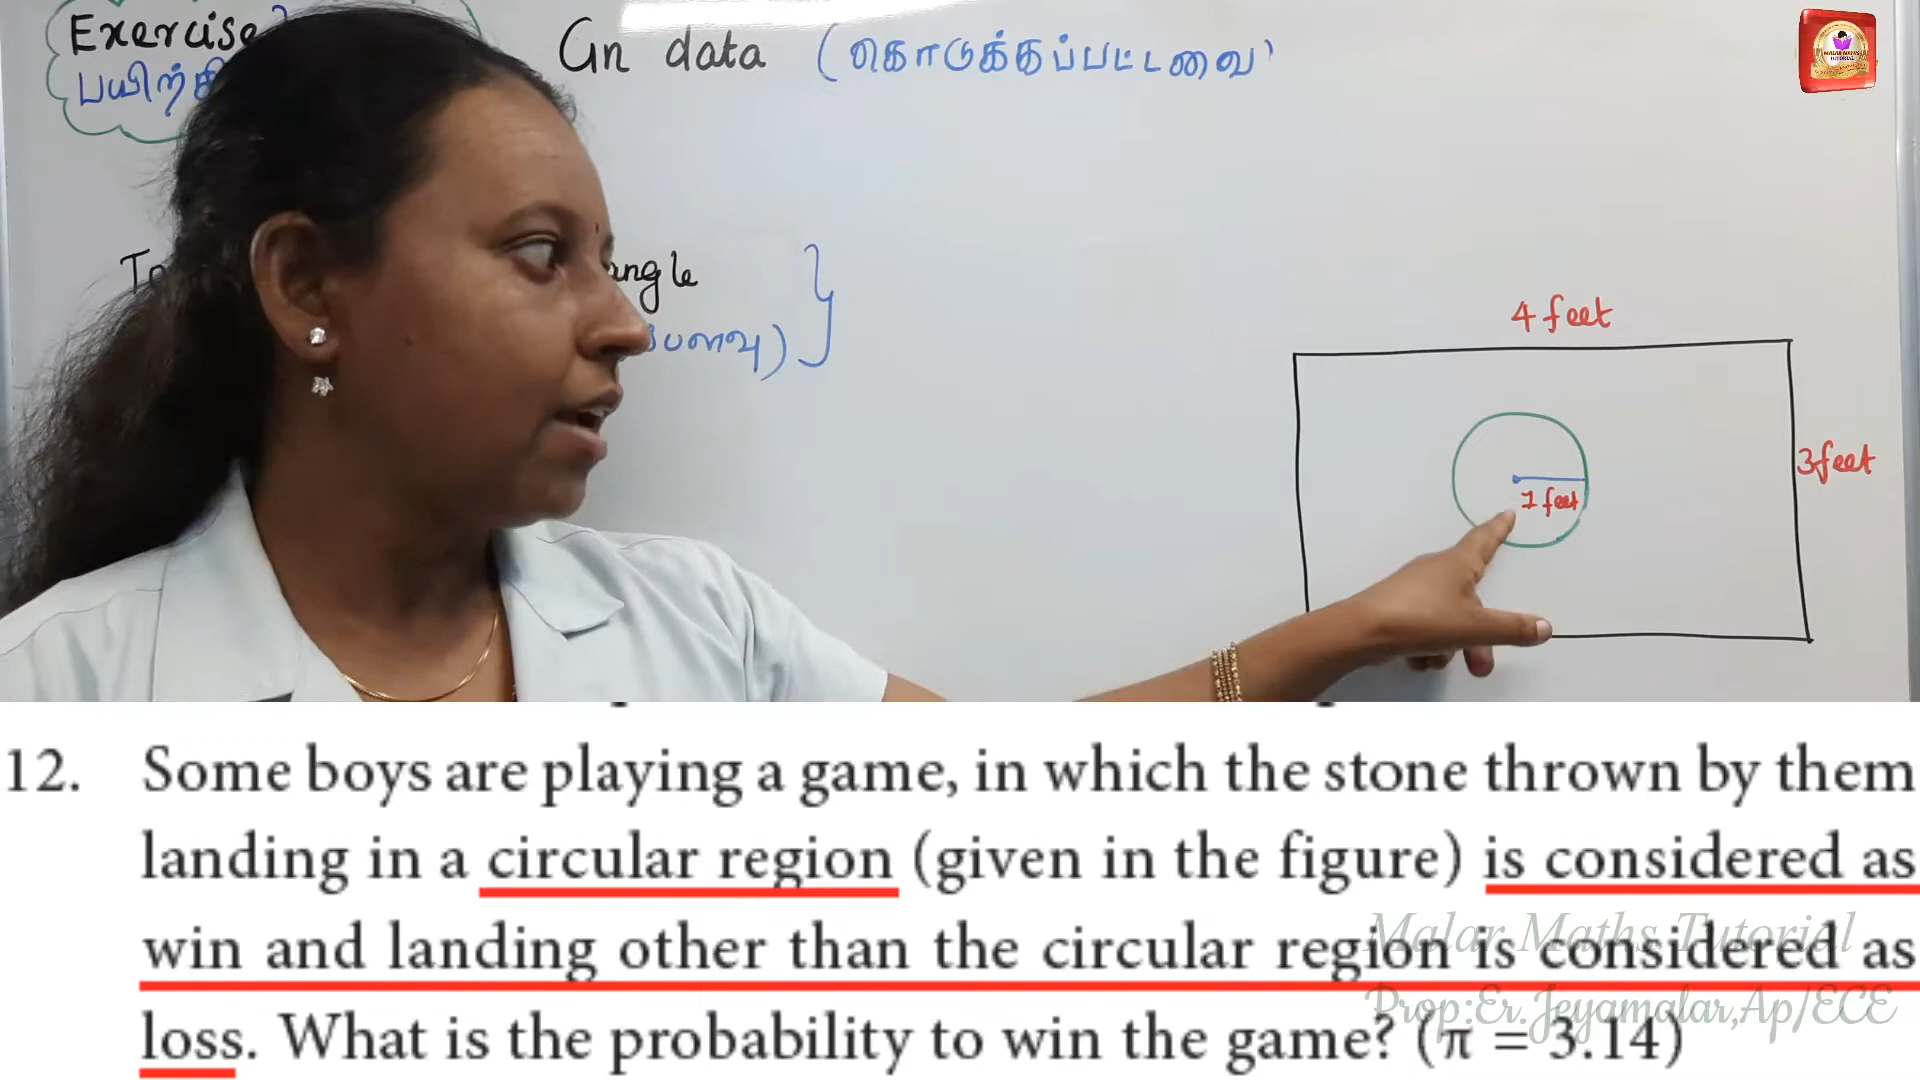 Exercise
Gn data (கொடுக்கப்பட்டவை)
4 feet
3 feet
1 feet
12. Some boys are playing a game, in which the stone thrown by them
landing in a circular region (given in the figure) is considered as
win and landing other than the circular region is considered as
loss. What is the probability to win the game? (π = 3.14)
Malar Maths Tutorial
Prop:Er.Jeyamalar,Ap/ECE